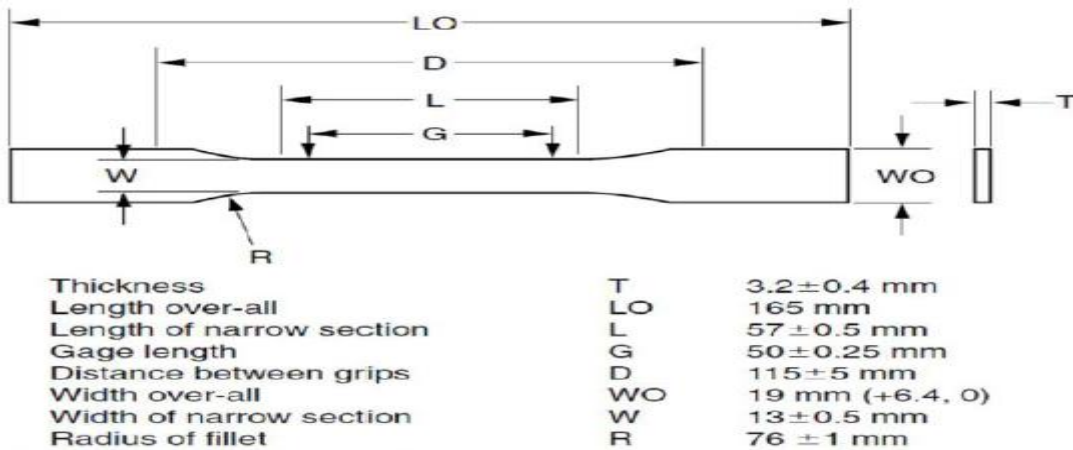 LO
D
L
T
G
W
WO
R
Thickness T 3.2±0.4 mm
Length over-all LO 165 mm
Length of narrow section L 57±0.5 mm
Gage length G 50±0.25 mm
Distance between grips D 115±5 mm
Width over-all WO 19 mm (+6.4, 0)
Width of narrow section W 13±0.5 mm
Radius of fillet R 76 ±1 mm